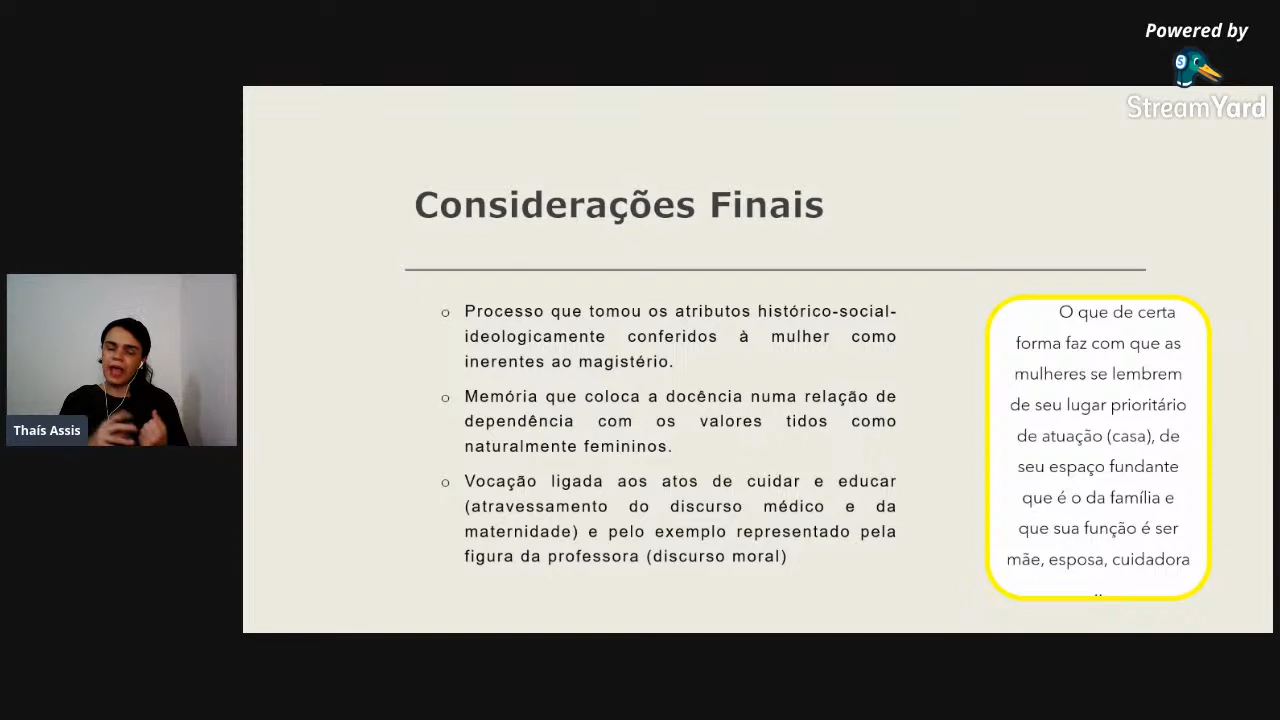 Powered by
StreamYard
Considerações Finais
o Processo que tomou os atributos histórico-social-
ideologicamente conferidos à mulher como
inerentes ao magistério.
o Memória que coloca a docência numa relação de
dependência com os valores tidos como
naturalmente femininos.
o Vocação ligada aos atos de cuidar e educar
(atravessamento do discurso médico e da
maternidade) e pelo exemplo representado pela
figura da professora (discurso moral)
O que de certa
forma faz com que as
mulheres se lembrem
de seu lugar prioritário
de atuação (casa), de
seu espaço fundante
que é o da família e
que sua função é ser
mãe, esposa, cuidadora
Thaís Assis